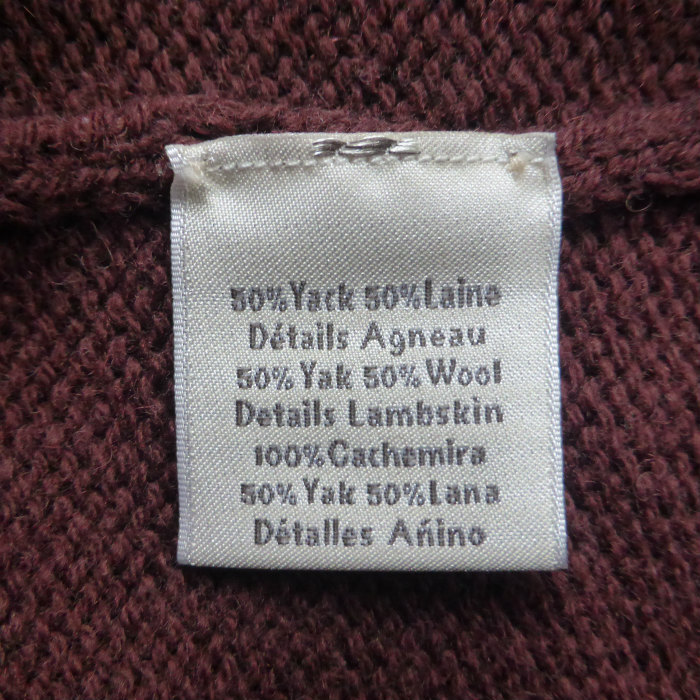 50%Yack 50%Laine
Détails Agneau
50%Yak 50%Wool
Details Lambskin
100%Cachemira
50%Yak 50%Lana
Détalles Añino